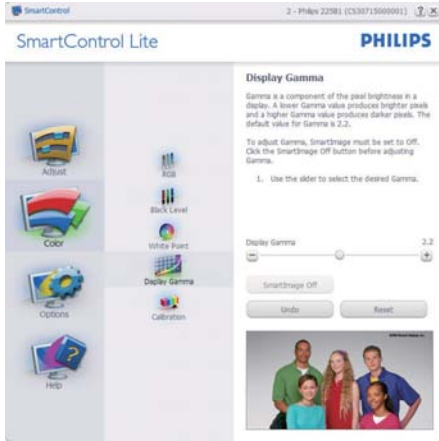 SmartControl
2 - Philips 225B1 (CS30715000001)
SmartControl Lite
PHILIPS
Adjust
Color
Options
Help
RGB
Black Level
White Point
Display Gamma
Calibration
Display Gamma
Gamma is a component of the pixel brightness in a
display. A lower Gamma value produces brighter pixels
and a higher Gamma value produces darker pixels. The
default value for Gamma is 2.2.
To adjust Gamma, SmartImage must be set to Off.
Click the SmartImage Off button before adjusting
Gamma.
1. Use the slider to select the desired Gamma.
Display Gamma
2.2
SmartImage Off
Undo
Reset